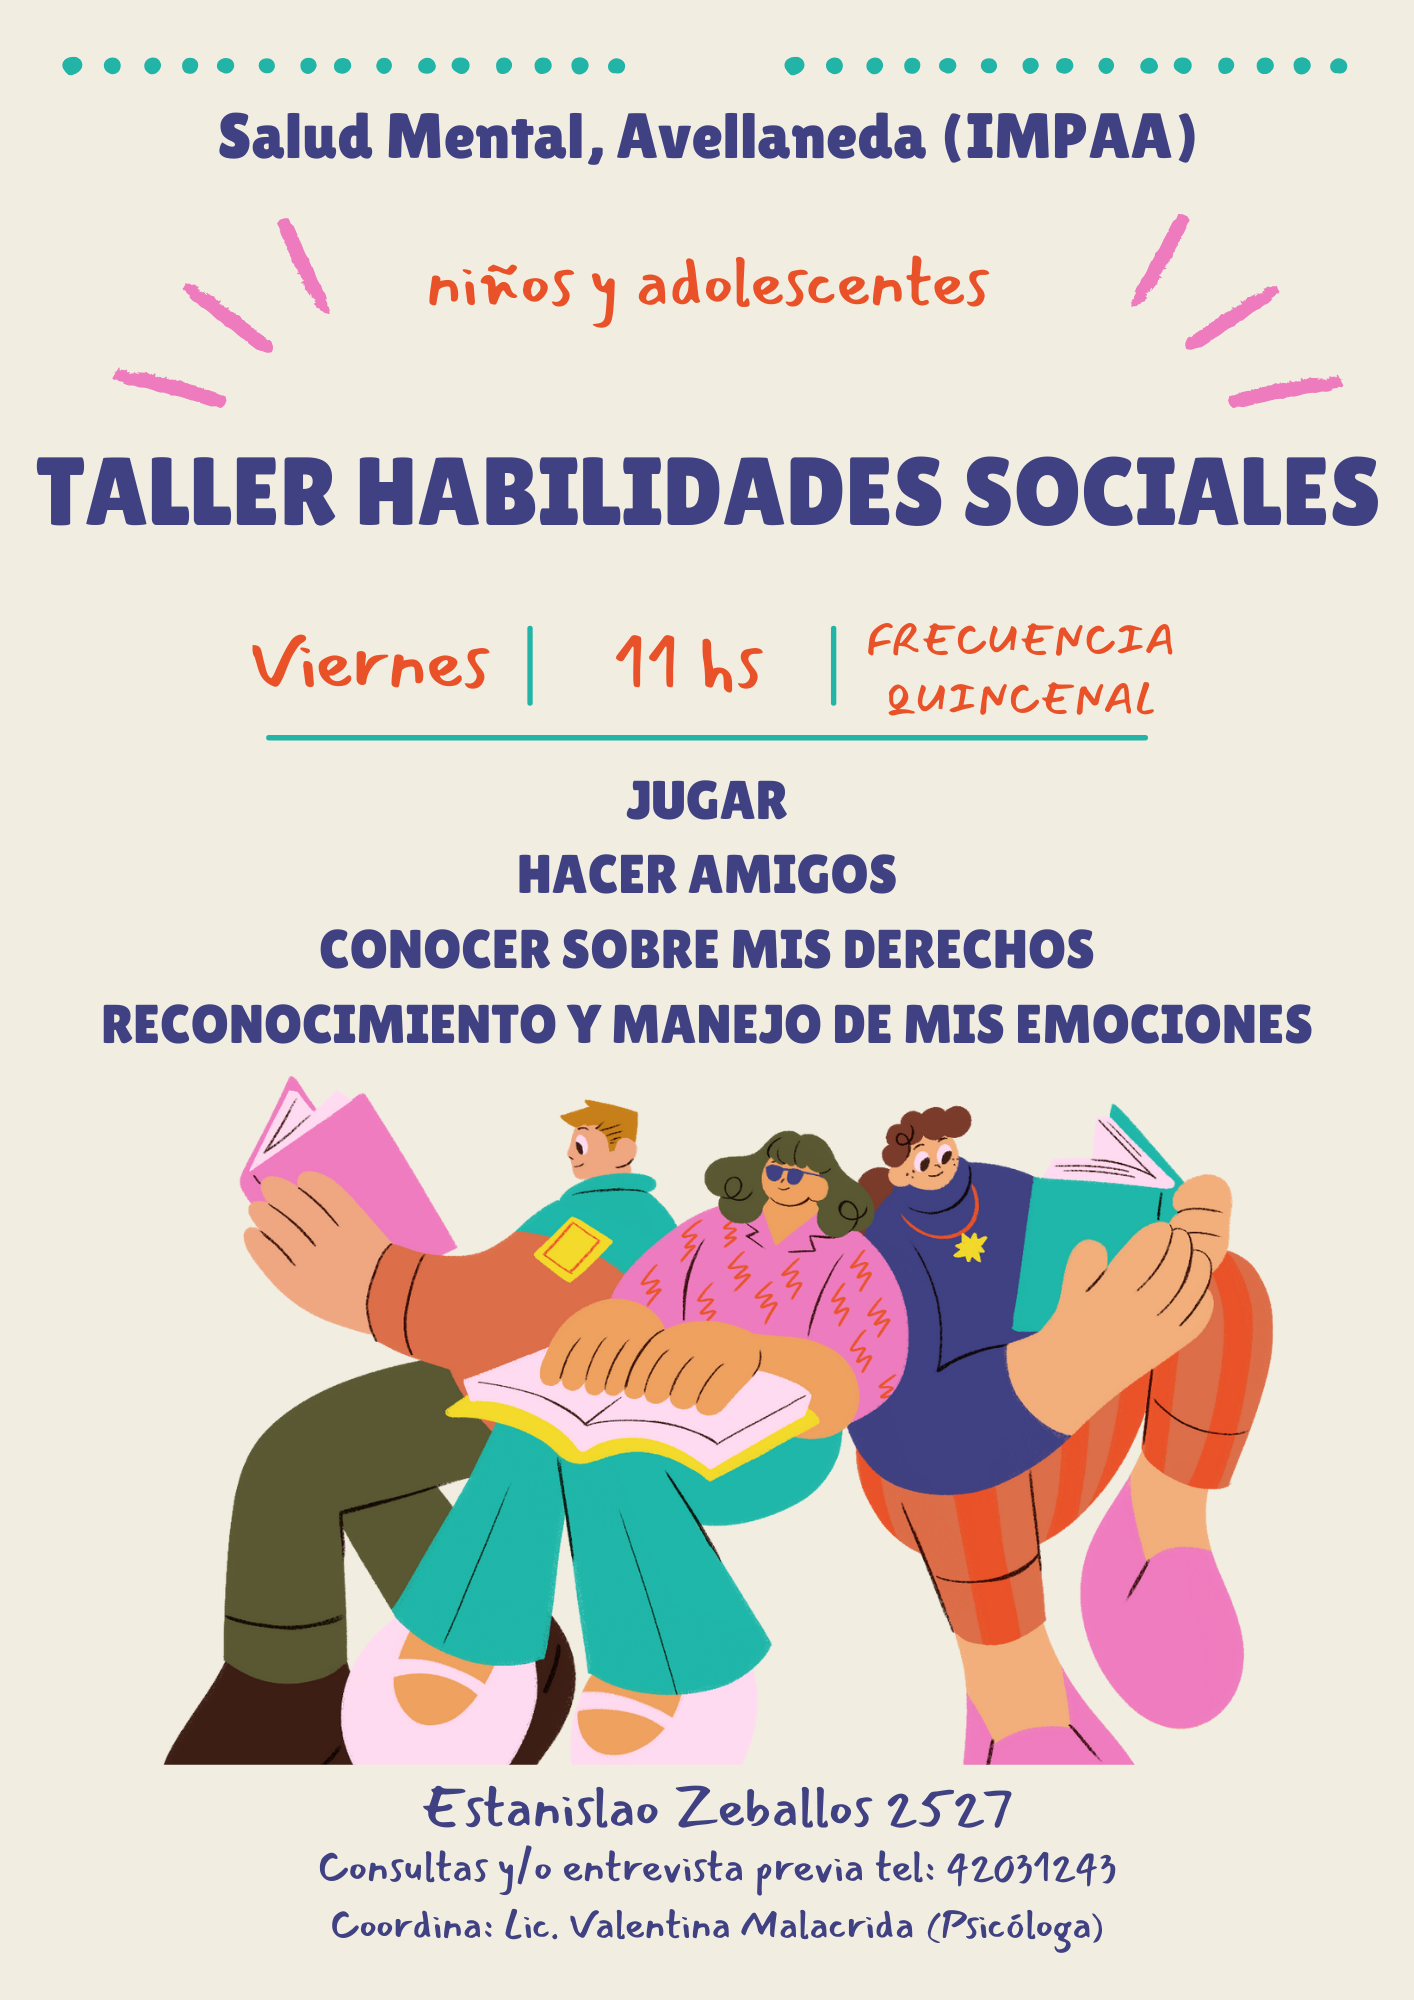 Salud Mental, Avellaneda (IMPAA)
niños y adolescentes
TALLER HABILIDADES SOCIALES
Viernes
11 hs
FRECUENCIA
QUINCENAL
JUGAR
HACER AMIGOS
CONOCER SOBRE MIS DERECHOS
RECONOCIMIENTO Y MANEJO DE MIS EMOCIONES
Estanislao Zeballos 2527
Consultas y/o entrevista previa tel: 42031243
Coordina: Lic. Valentina Malacrida (Psicóloga)